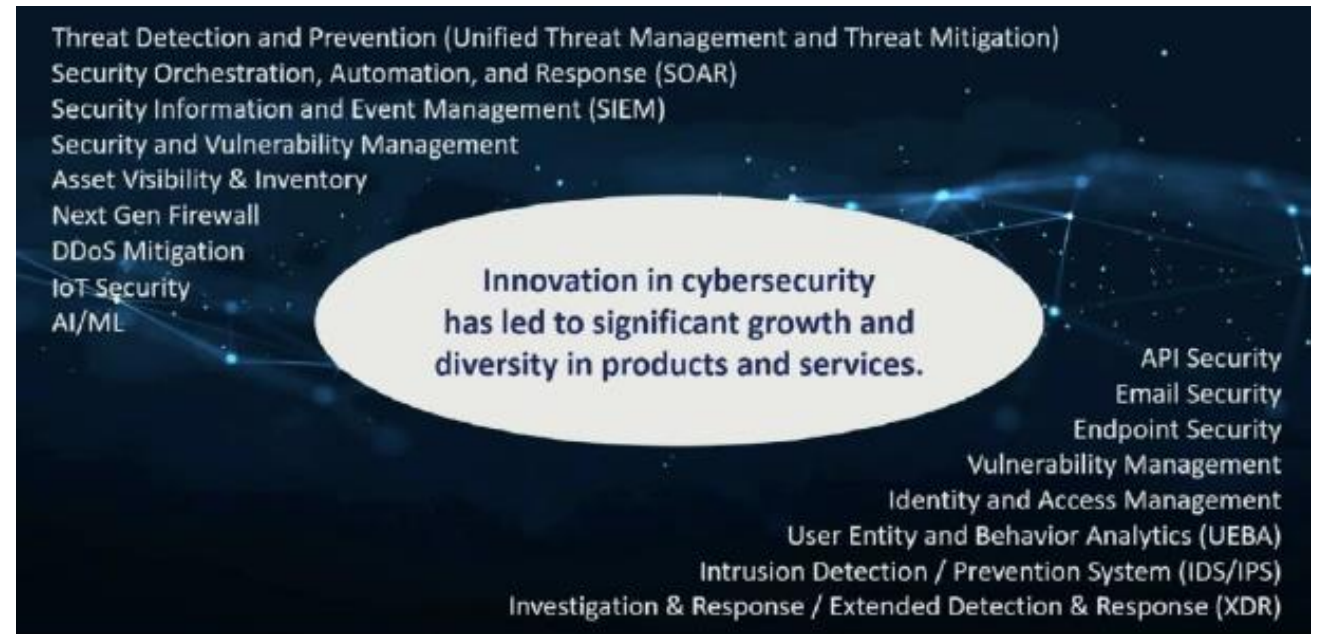 Threat Detection and Prevention (Unified Threat Management and Threat Mitigation)
Security Orchestration, Automation, and Response (SOAR)
Security Information and Event Management (SIEM)
Security and Vulnerability Management
Asset Visibility & Inventory
Next Gen Firewall
DDoS Mitigation
IoT Security
AI/ML
Innovation in cybersecurity
has led to significant growth and
diversity in products and services.
API Security
Email Security
Endpoint Security
Vulnerability Management
Identity and Access Management
User Entity and Behavior Analytics (UEBA)
Intrusion Detection / Prevention System (IDS/IPS)
Investigation & Response / Extended Detection & Response (XDR)